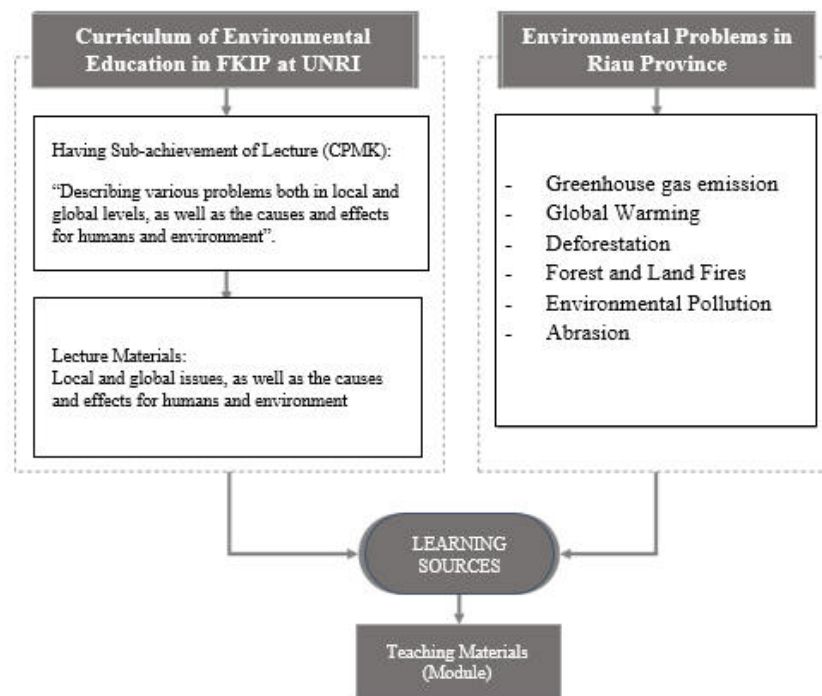 Curriculum of Environmental
Education in FKIP at UNRI
Having Sub-achievement of Lecture (CPMK):
“Describing various problems both in local and
global levels, as well as the causes and effects
for humans and environment”.
Lecture Materials:
Local and global issues, as well as the causes
and effects for humans and environment
Environmental Problems in
Riau Province
- Greenhouse gas emission
- Global Warming
- Deforestation
- Forest and Land Fires
- Environmental Pollution
- Abrasion
LEARNING
SOURCES
Teaching Materials
(Module)